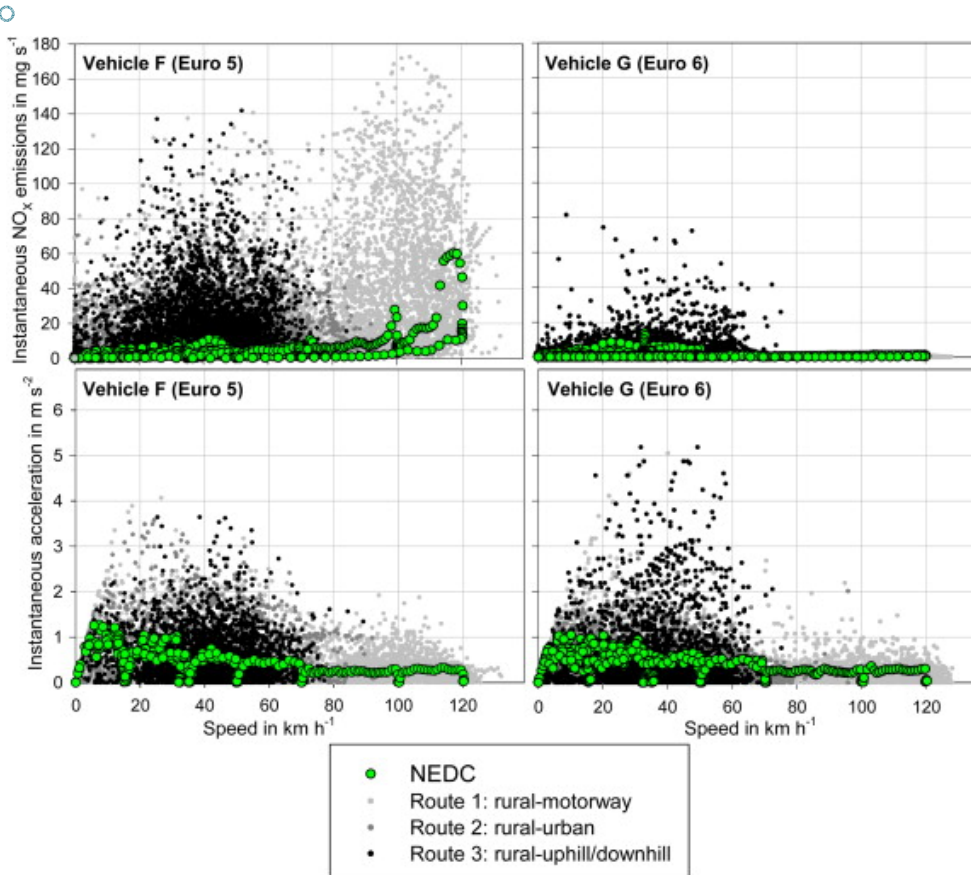 Instantaneous NOX emissions in mg s-1
180
160
140
120
100
80
60
40
20
0
Vehicle F (Euro 5)
Vehicle G (Euro 6)
Instantaneous acceleration in m s-2
6
5
4
3
2
1
0
Vehicle F (Euro 5)
Vehicle G (Euro 6)
0 20 40 60 80 100 120
0 20 40 60 80 100 120
Speed in km h-1
Speed in km h-1
NEDC
Route 1: rural-motorway
Route 2: rural-urban
Route 3: rural-uphill/downhill